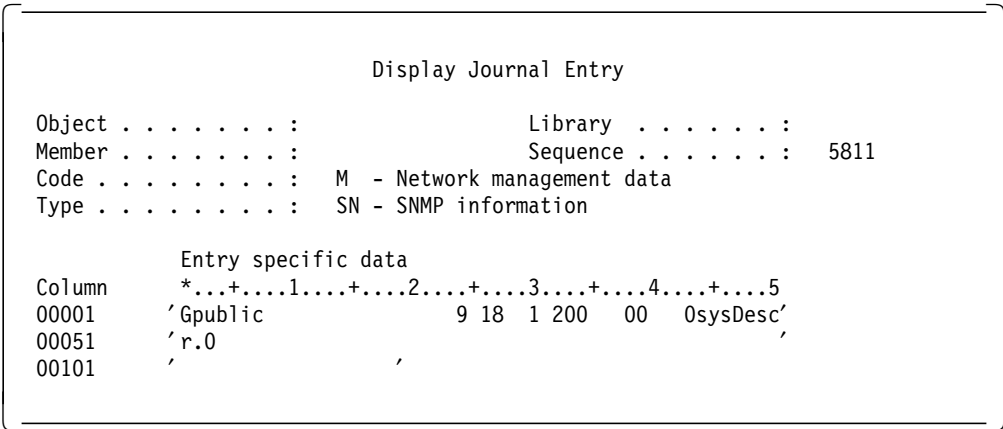 Display Journal Entry
Object . . . . . . . :                    Library  . . . . . . :
Member . . . . . . . :                    Sequence . . . . . . :   5811
Code . . . . . . . . :   M  - Network management data
Type . . . . . . . . :   SN - SNMP information
Entry specific data
Column       *...+....1....+....2....+....3....+....4....+....5
00001       'Gpublic                9 18  1 200   00   0sysDesc'
00051       'r.0                                               '
00101       '                  '